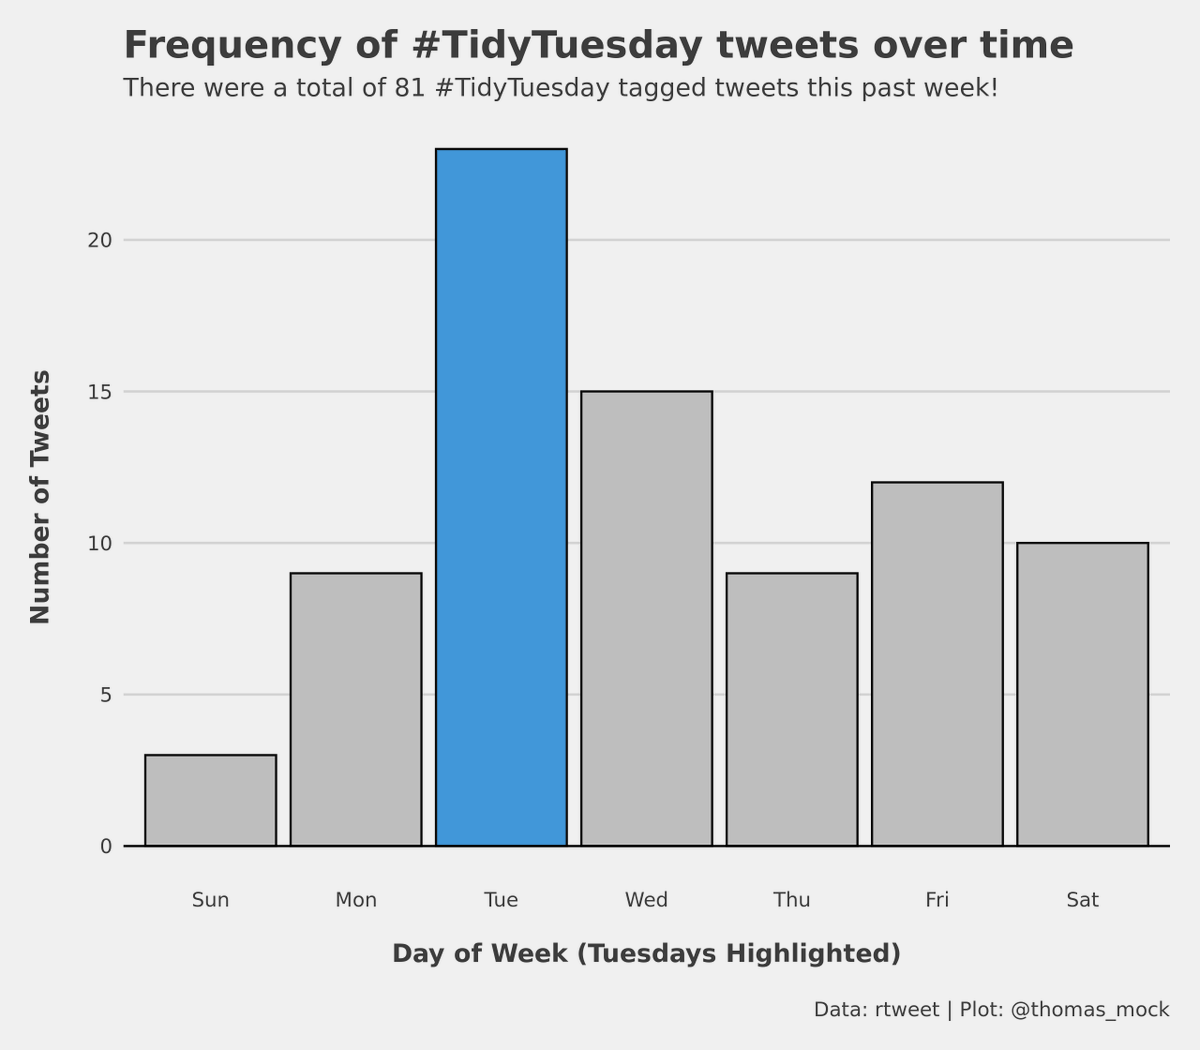 Frequency of #TidyTuesday tweets over time
There were a total of 81 #TidyTuesday tagged tweets this past week!
Number of Tweets
20
15
10
5
0
Sun Mon Tue Wed Thu Fri Sat
Day of Week (Tuesdays Highlighted)
Data: rtweet | Plot: @thomas_mock